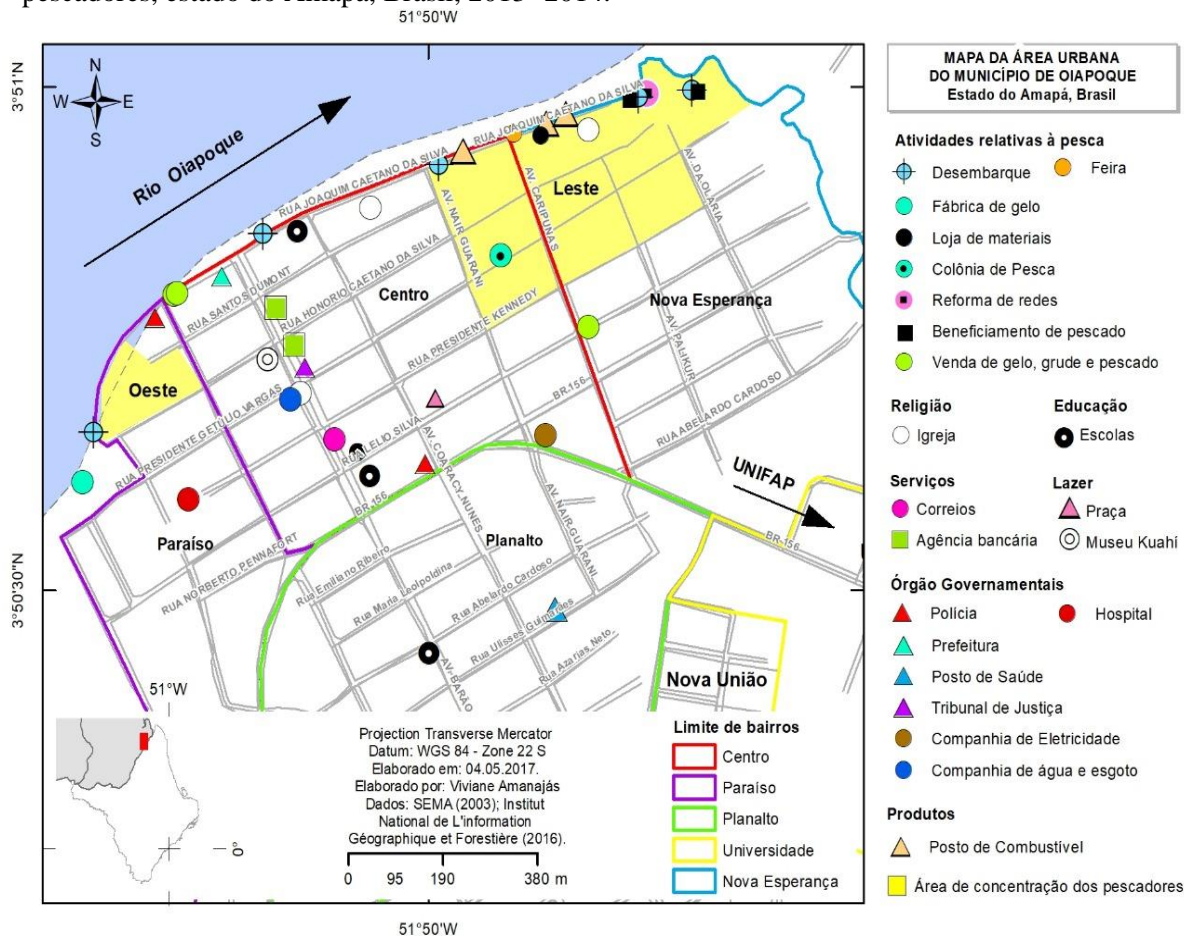 pescadores, estado do Amapá, Brasil, 2013- 2014.
51°50'W
3°51'N
3°50'30"N
N
W E
S
Rio Oiapoque
RUA JOAQUIM CAETANO DA SILVA
RUA JOAQUIM CAETANO DA SILVA
Leste
AV. DA OLARIA
AV. CARIPUNAS
AV. NAIR GUARANI
RUA SANTOS DUMONT
RUA HONORIO CAETANO DA SILVA
Centro
Nova Esperança
RUA PRESIDENTE KENNEDY
AV. PALIKUR
Oeste
RUA PRESIDENTE GETÚLIO VARGAS
BR.156
RUA ABELARDO CARDOSO
RUA LELIO SILVA
AV. COARACY NUNES
UNIFAP
BR.156
BR.156
Paraíso
RUA NORBERTO PENNAFORT
Planalto
AV. NAIR GUARANI
Rua Emiliano Ribeiro
Rua Maria Leopoldina
Rua Abelardo Cardoso
Rua Ulisses Guimarães
Rua Azarias Neto
AV. BARÃO
Nova União
51°W
0°
Projection Transverse Mercator
Datum: WGS 84 - Zone 22 S
Elaborado em: 04.05.2017.
Elaborado por: Viviane Amanajás
Dados: SEMA (2003); Institut
National de L'information
Géographique et Forestière (2016).
0 95 190 380 m
Limite de bairros
Centro
Paraíso
Planalto
Universidade
Nova Esperança
51°50'W
MAPA DA ÁREA URBANA
DO MUNICÍPIO DE OIAPOQUE
Estado do Amapá, Brasil
Atividades relativas à pesca
Desembarque Feira
Fábrica de gelo
Loja de materiais
Colônia de Pesca
Reforma de redes
Beneficiamento de pescado
Venda de gelo, grude e pescado
Religião Educação
Igreja Escolas
Serviços Lazer
Correios Praça
Agência bancária Museu Kuahí
Órgão Governamentais
Polícia Hospital
Prefeitura
Posto de Saúde
Tribunal de Justiça
Companhia de Eletricidade
Companhia de água e esgoto
Produtos
Posto de Combustível
Área de concentração dos pescadores